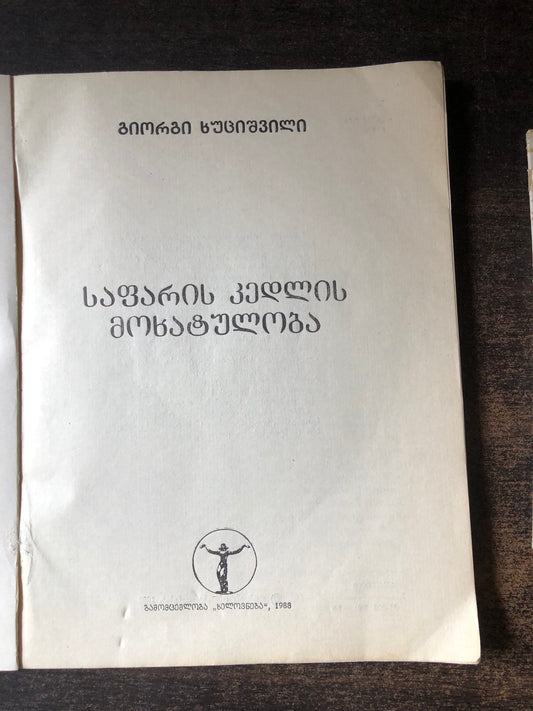 გიორგი ხუციშვილი
საფარის კედლის
მოხატულობა
გამომცემლობა „ხელოვნება“, 1988